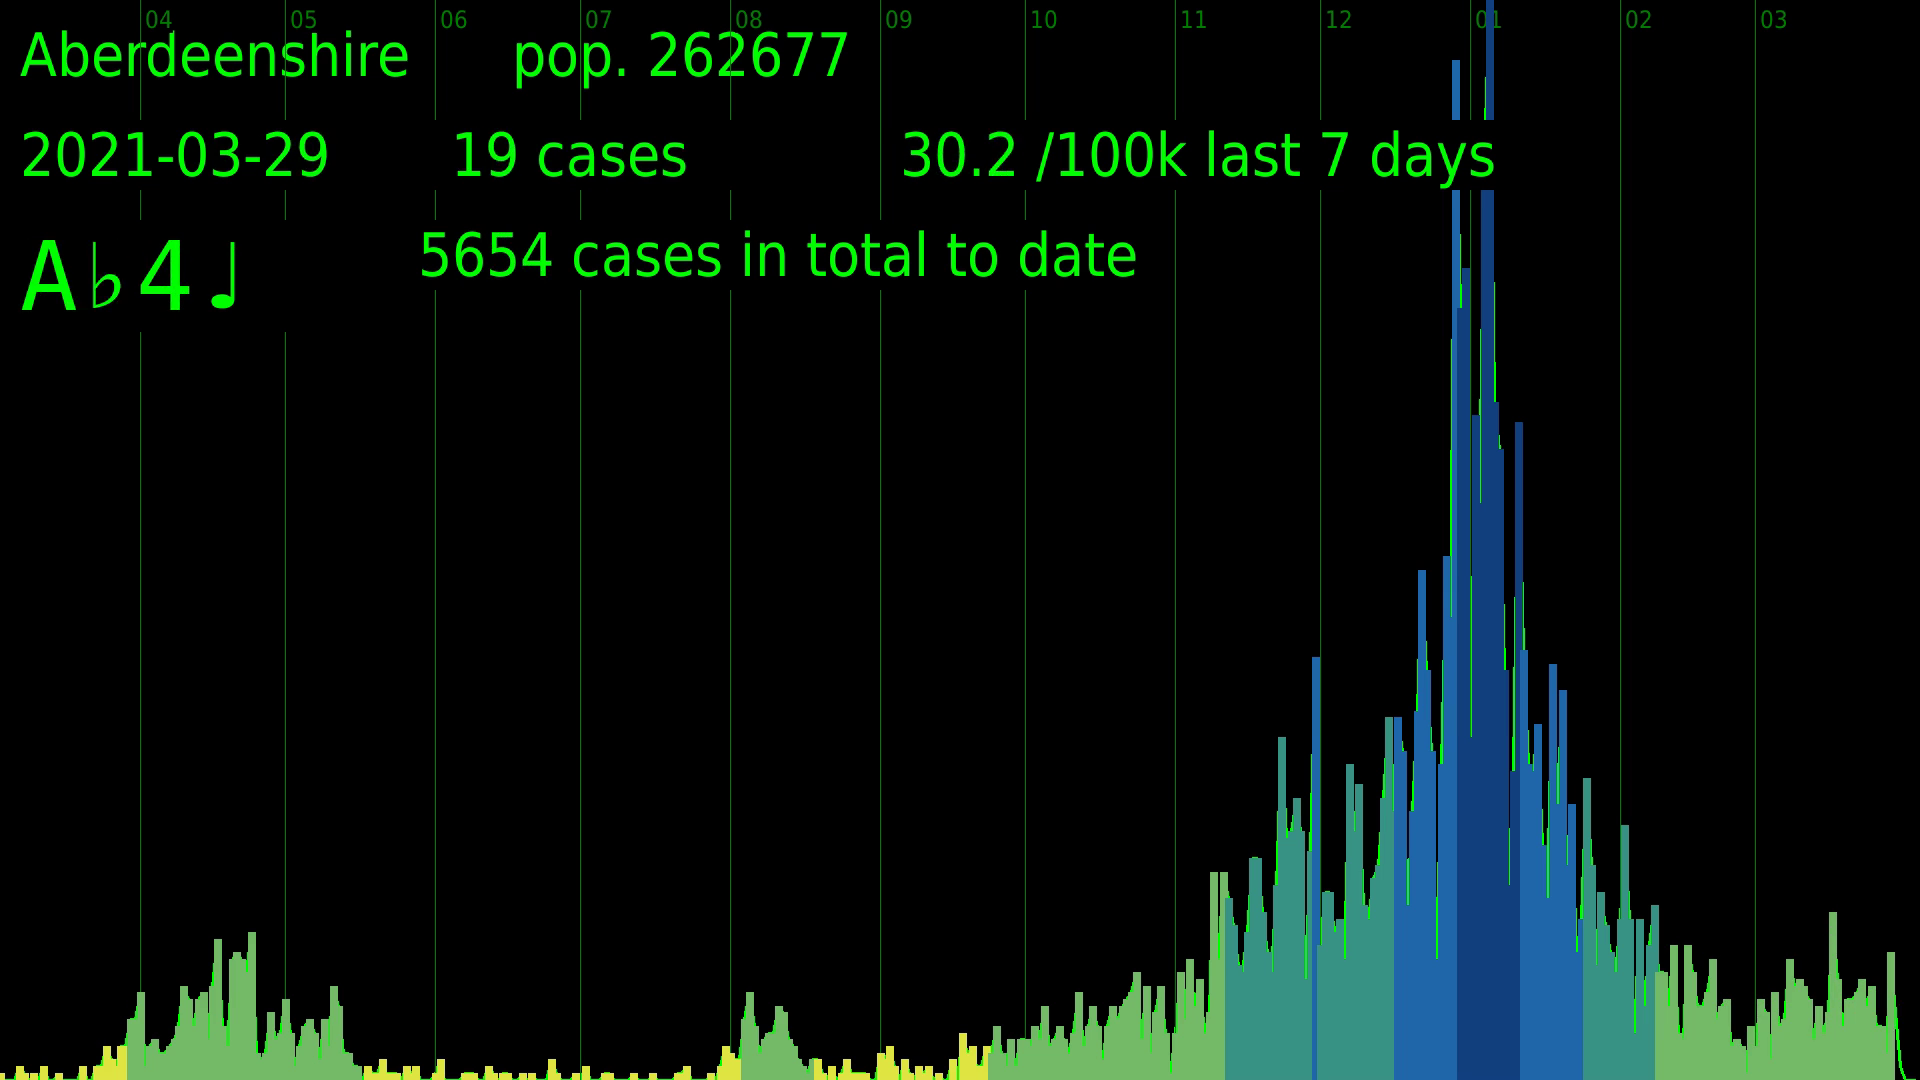 04 05 06 07 08 09 10 11 12 01 02 03
Aberdeenshire pop. 262677
2021-03-29 19 cases 30.2 /100k last 7 days
A♭4♩ 5654 cases in total to date